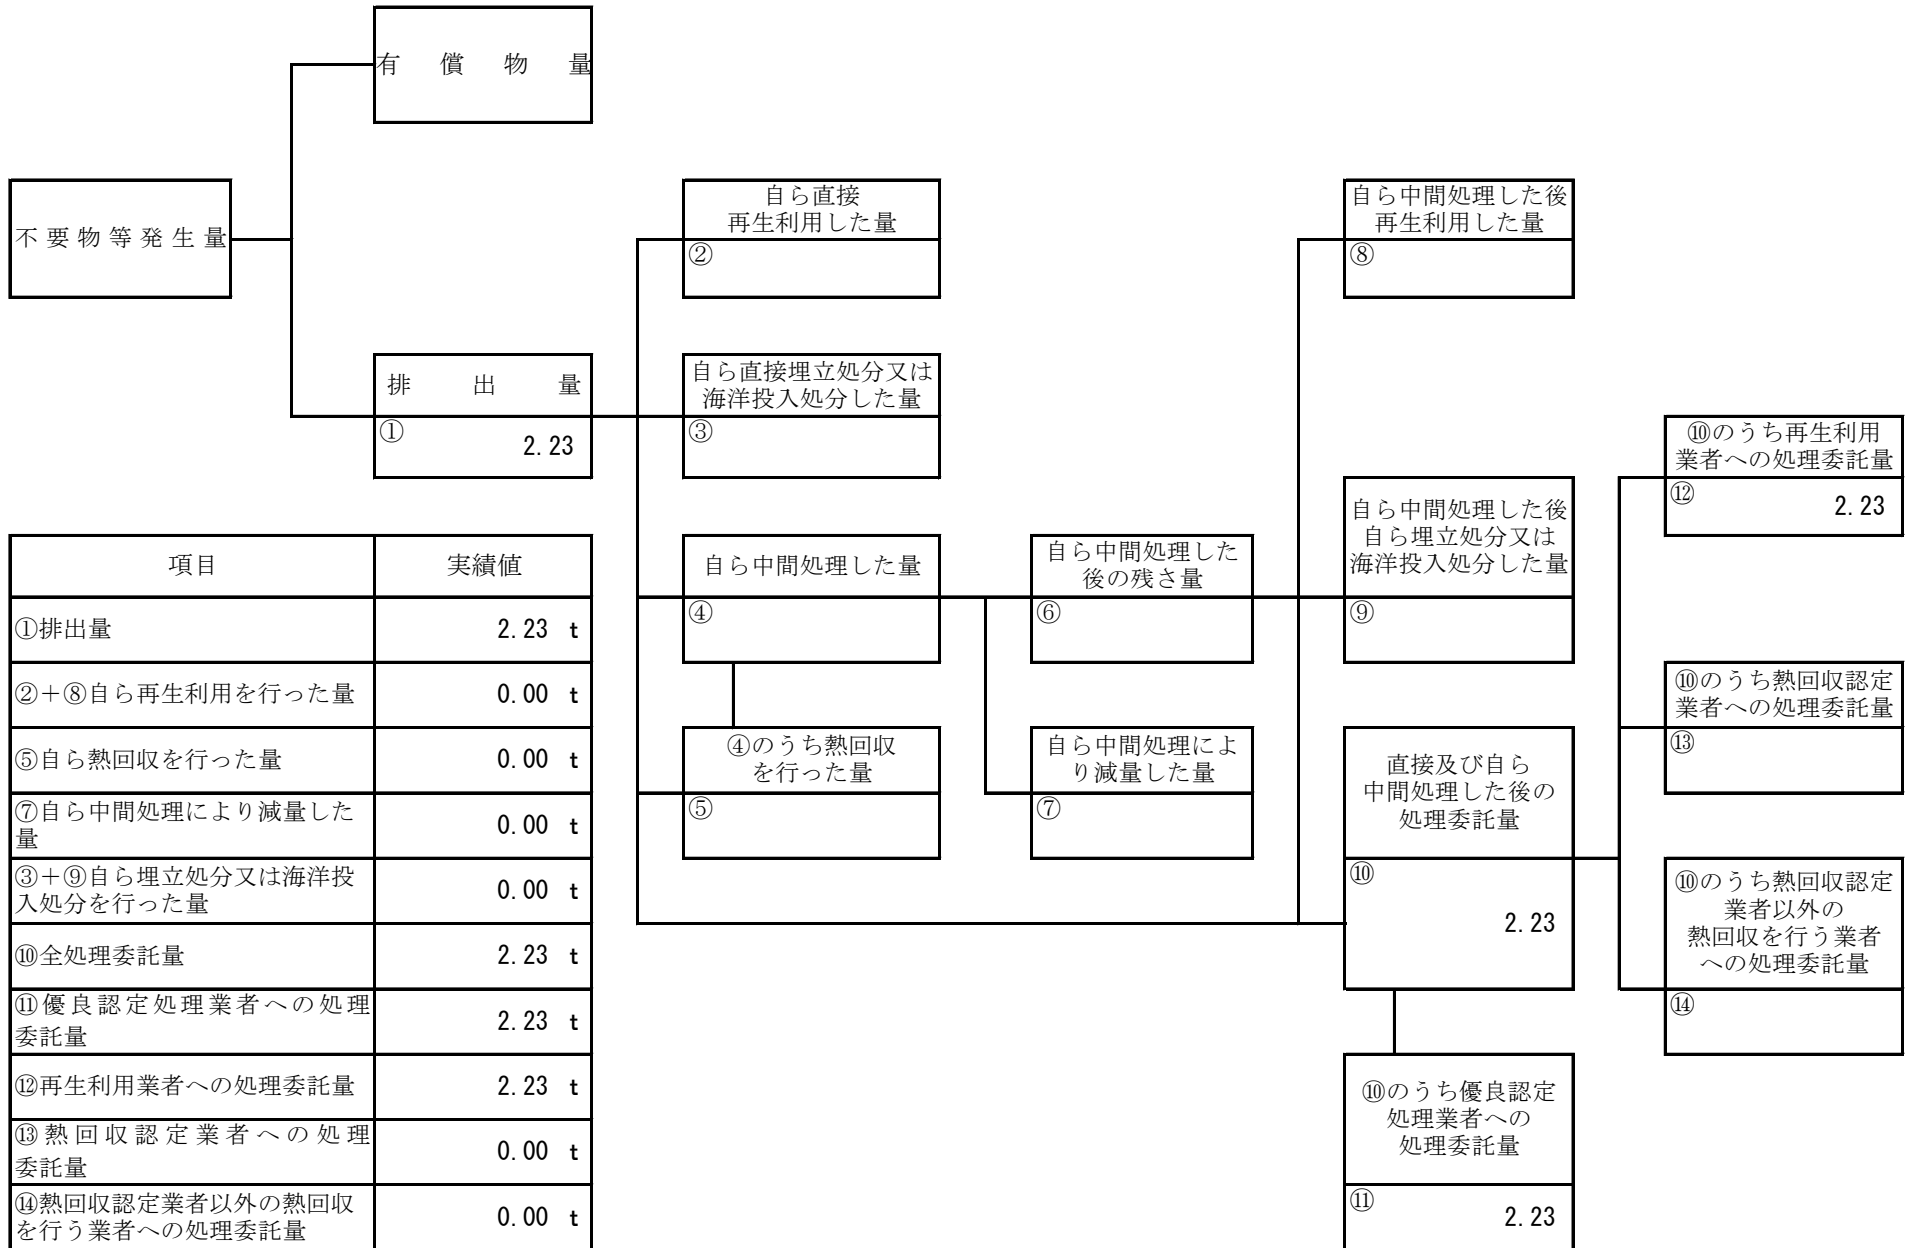 有償物量
不要物等発生量
自ら直接
再生利用した量
②
自ら中間処理した後
再生利用した量
⑧
排出量
①
2.23
自ら直接埋立処分又は
海洋投入処分した量
③
⑩のうち再生利用
業者への処理委託量
⑫
2.23
自ら中間処理した量
④
自ら中間処理した
後の残さ量
⑥
自ら中間処理した後
自ら埋立処分又は
海洋投入処分した量
⑨
⑩のうち熱回収認定
業者への処理委託量
⑬
④のうち熱回収
を行った量
⑤
自ら中間処理によ
り減量した量
⑦
直接及び自ら
中間処理した後の
処理委託量
⑩
2.23
⑩のうち熱回収認定
業者以外の
熱回収を行う業者
への処理委託量
⑭
⑩のうち優良認定
処理業者への
処理委託量
⑪
2.23
項目 実績値
①排出量 2.23 t
②＋⑧自ら再生利用を行った量 0.00 t
⑤自ら熱回収を行った量 0.00 t
⑦自ら中間処理により減量した
量 0.00 t
③＋⑨自ら埋立処分又は海洋投
入処分を行った量 0.00 t
⑩全処理委託量 2.23 t
⑪優良認定処理業者への処理
委託量 2.23 t
⑫再生利用業者への処理委託量 2.23 t
⑬熱回収認定業者への処理
委託量 0.00 t
⑭熱回収認定業者以外の熱回収
を行う業者への処理委託量 0.00 t